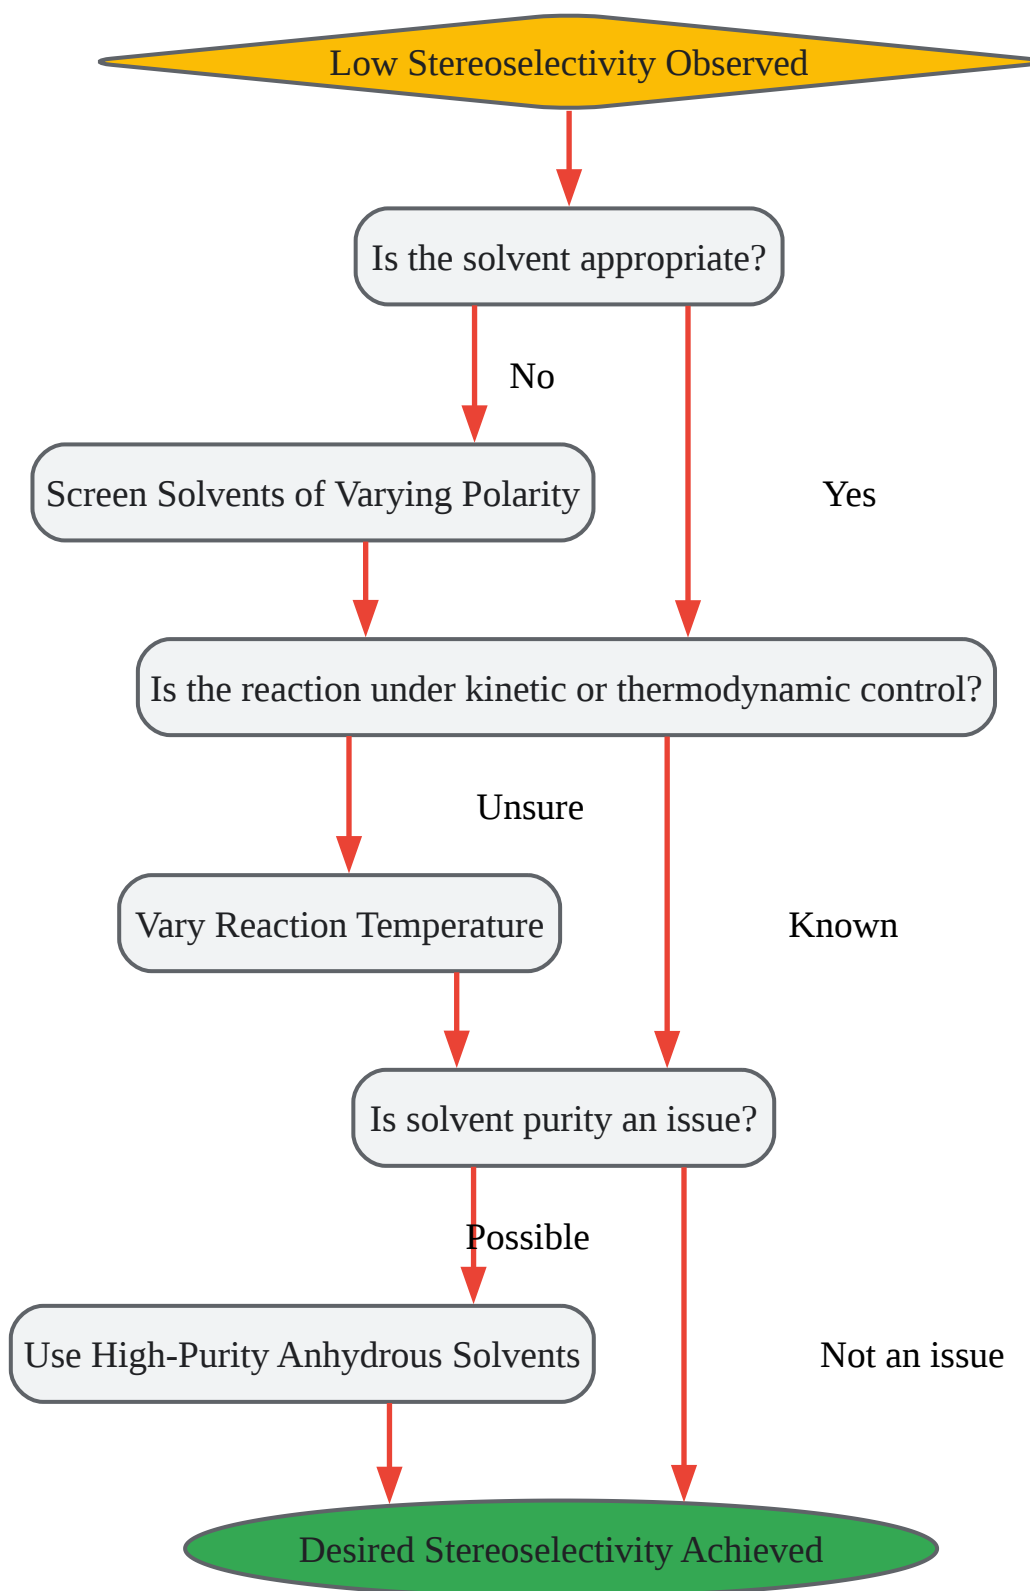 Low Stereoselectivity Observed
Is the solvent appropriate?
No
Screen Solvents of Varying Polarity
Yes
Is the reaction under kinetic or thermodynamic control?
Unsure
Vary Reaction Temperature
Known
Is solvent purity an issue?
Possible
Use High-Purity Anhydrous Solvents
Not an issue
Desired Stereoselectivity Achieved